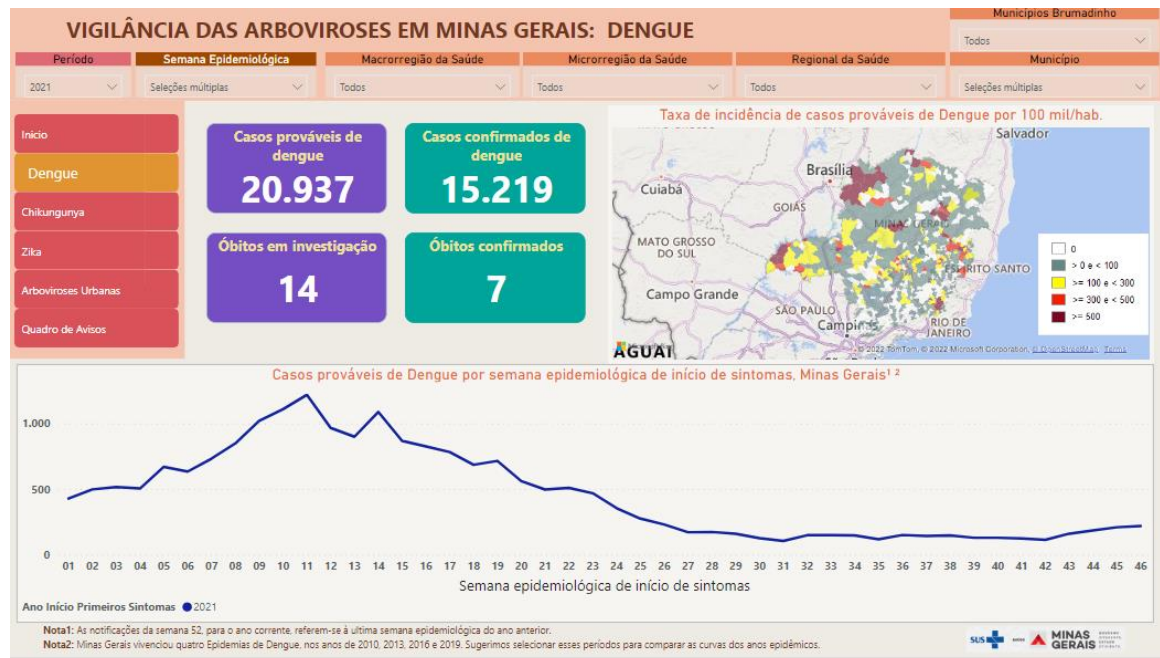 VIGILÂNCIA DAS ARBOVIROSES EM MINAS GERAIS: DENGUE
Municípios Brumadinho
Todos
Período
Semana Epidemiológica
Macrorregião da Saúde
Microrregião da Saúde
Regional da Saúde
Município
2021
Seleções múltiplas
Todos
Todos
Todos
Seleções múltiplas
Inicio
Dengue
Chikungunya
Zika
Arboviroses Urbanas
Quadro de Avisos
Casos prováveis de
dengue
20.937
Casos confirmados de
dengue
15.219
Óbitos em investigação
14
Óbitos confirmados
7
Taxa de incidência de casos prováveis de Dengue por 100 mil/hab.
Salvador
Brasília
Cuiabá
GOIÁS
MINAS GERAIS
MATO GROSSO
DO SUL
ESPÍRITO SANTO
Campo Grande
SÃO PAULO
Campinas
RIO DE
JANEIRO
AGUAÍ
0
> 0 e < 100
>= 100 e < 300
>= 300 e < 500
>= 500
© 2022 TomTom, © 2022 Microsoft Corporation, © OpenStreetMap Terms
Casos prováveis de Dengue por semana epidemiológica de início de sintomas, Minas Gerais¹ ²
1.000
500
0
01 02 03 04 05 06 07 08 09 10 11 12 13 14 15 16 17 18 19 20 21 22 23 24 25 26 27 28 29 30 31 32 33 34 35 36 37 38 39 40 41 42 43 44 45 46
Semana epidemiológica de início de sintomas
Ano Início Primeiros Sintomas 2021
Nota1: As notificações da semana 52, para o ano corrente, referem-se à ultima semana epidemiológica do ano anterior.
Nota2: Minas Gerais vivenciou quatro Epidemias de Dengue, nos anos de 2010, 2013, 2016 e 2019. Sugerimos selecionar esses períodos para comparar as curvas dos anos epidêmicos.
SUS
MINAS
GERAIS